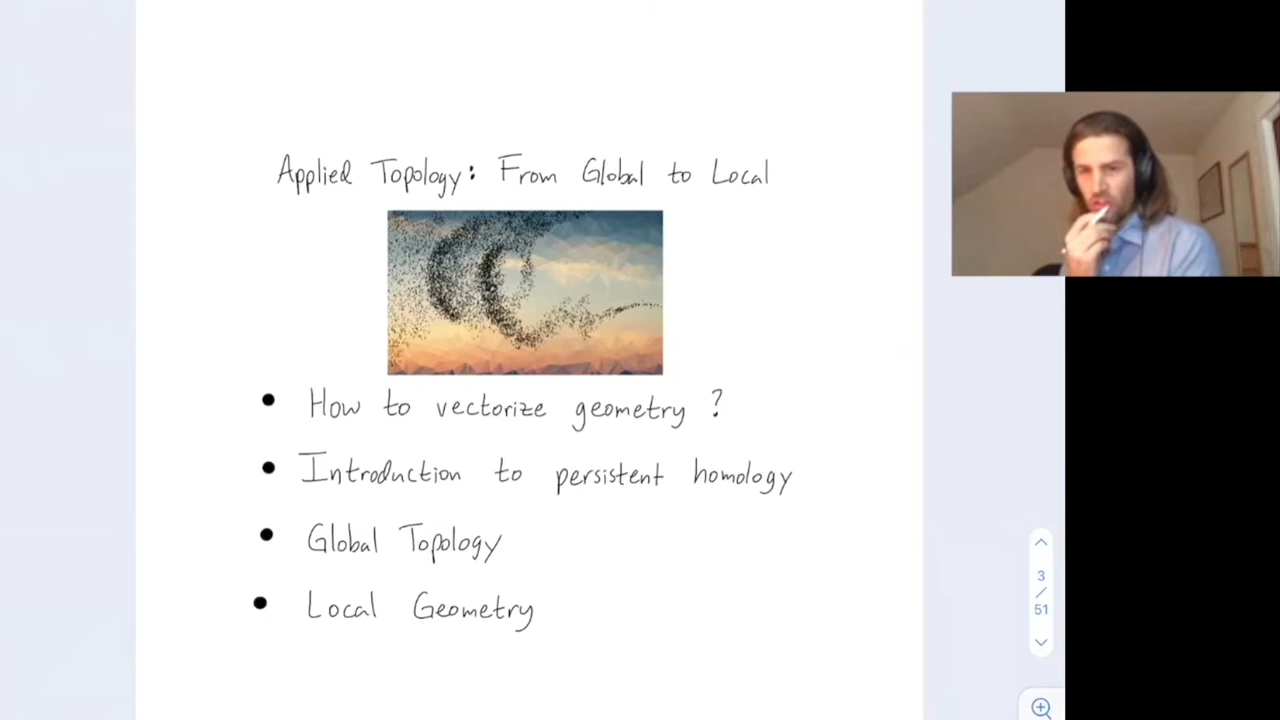 Applied Topology: From Global to Local
• How to vectorize geometry ?
• Introduction to persistent homology
• Global Topology
• Local Geometry
3
/
51